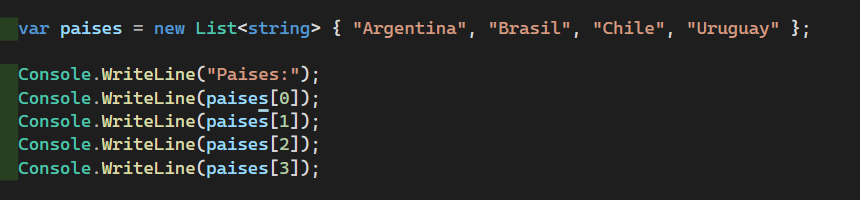 var paises = new List<string> { "Argentina", "Brasil", "Chile", "Uruguay" };
Console.WriteLine("Paises:");
Console.WriteLine(paises[0]);
Console.WriteLine(paises[1]);
Console.WriteLine(paises[2]);
Console.WriteLine(paises[3]);